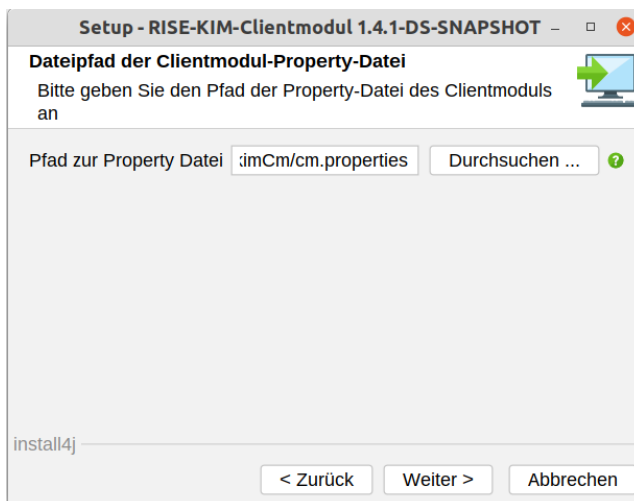 Setup - RISE-KIM-Clientmodul 1.4.1-DS-SNAPSHOT
Dateipfad der Clientmodul-Property-Datei
Bitte geben Sie den Pfad der Property-Datei des Clientmoduls
an
Pfad zur Property Datei imCm/cm.properties Durchsuchen ... ?
install4j
< Zurück Weiter > Abbrechen